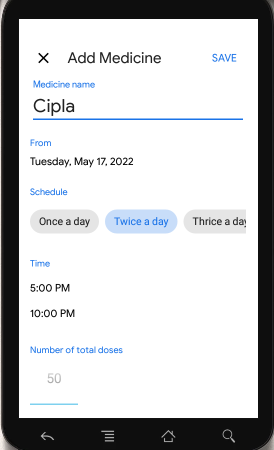 Add Medicine SAVE
Medicine name
Cipla
From
Tuesday, May 17, 2022
Schedule
Once a day Twice a day Thrice a day
Time
5:00 PM
10:00 PM
Number of total doses
50